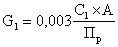 G₁ = 0,003 (C₁ × A) / Пр